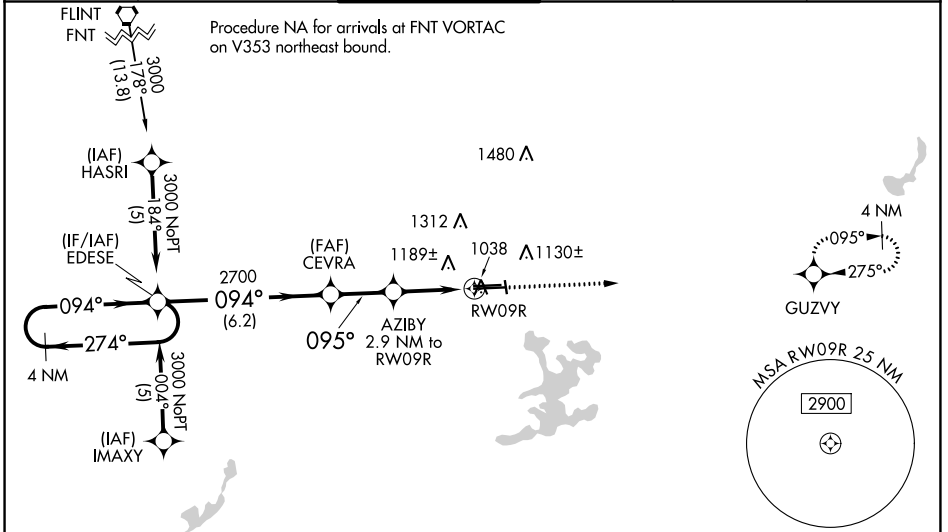 FLINT
FNT
Procedure NA for arrivals at FNT VORTAC
on V353 northeast bound.
3000
178°
(13.8)
(IAF)
HASRI
3000 NoPT
184°
(5)
1480
4 NM
095°
275°
GUZVY
1312
1189±
1038
1130±
(FAF)
CEVRA
(IF/IAF)
EDESE
2700
094°
(6.2)
094°
274°
4 NM
095°
AZIBY
2.9 NM to
RW09R
RW09R
3000 NoPT
004°
(5)
(IAF)
IMAXY
MSA RW09R 25 NM
2900